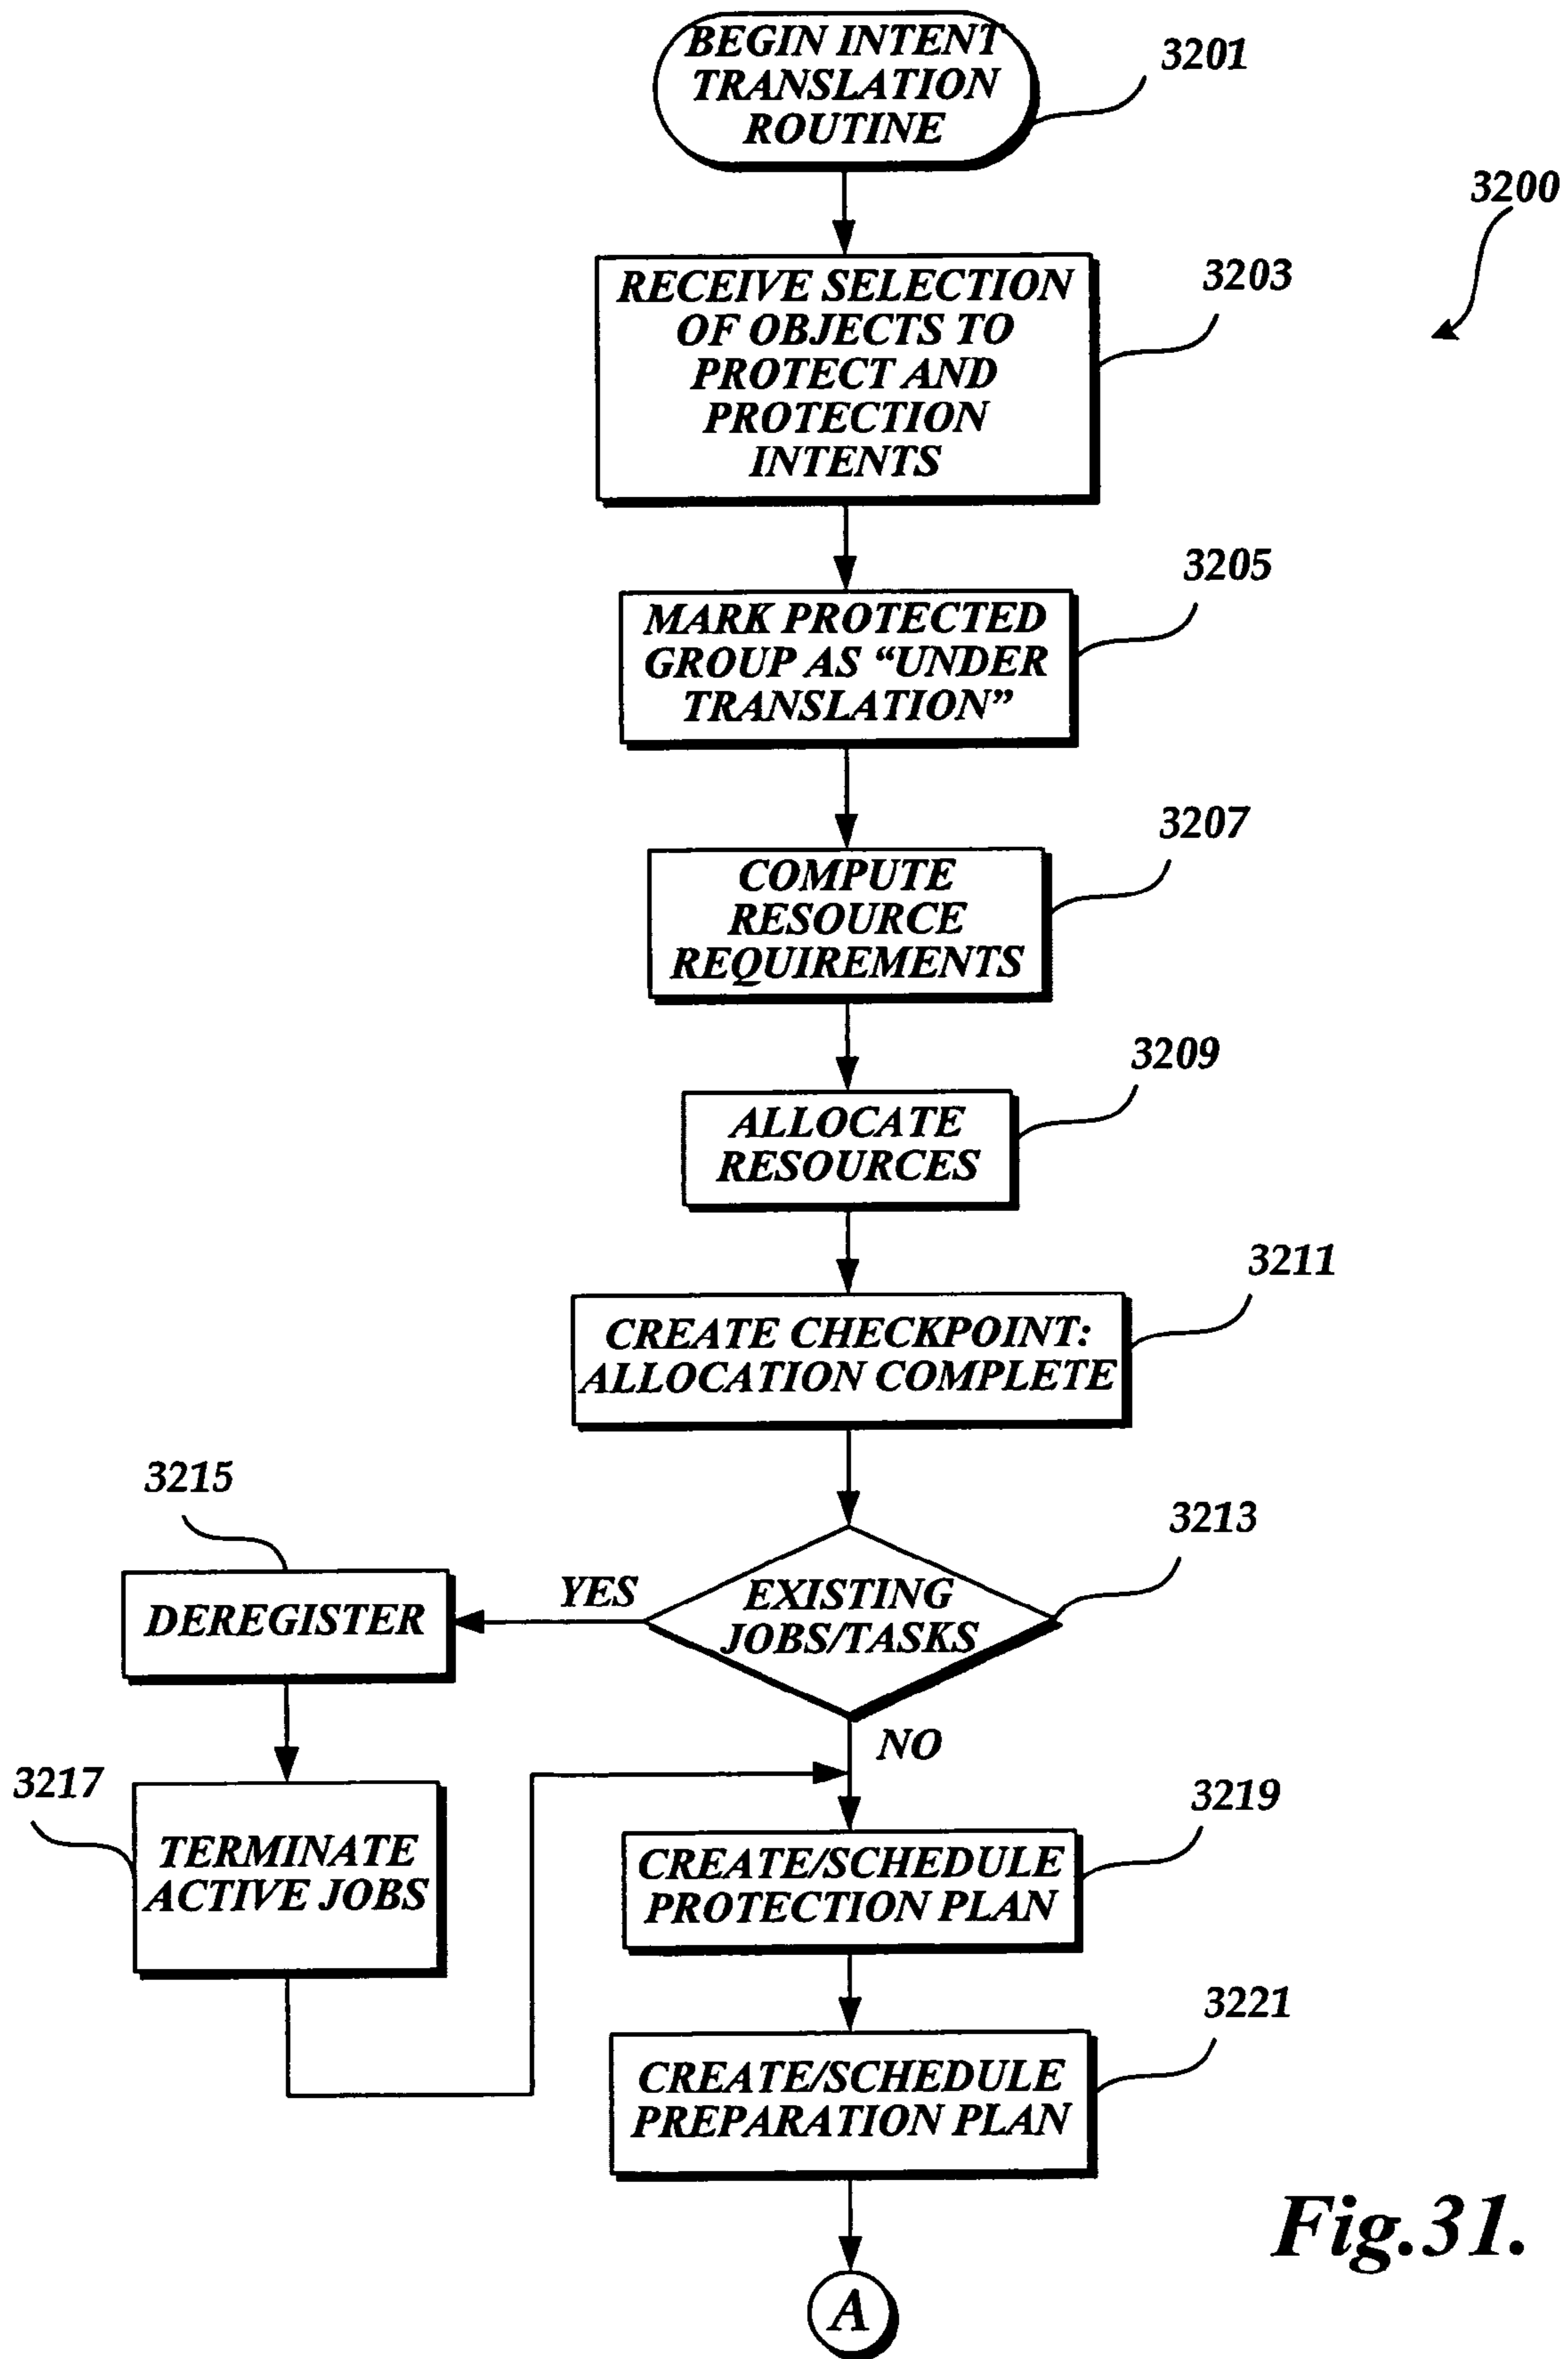 BEGIN INTENT
TRANSLATION
ROUTINE
3201
3200
RECEIVE SELECTION
OF OBJECTS TO
PROTECT AND
PROTECTION
INTENTS
3203
MARK PROTECTED
GROUP AS “UNDER
TRANSLATION”
3205
COMPUTE
RESOURCE
REQUIREMENTS
3207
ALLOCATE
RESOURCES
3209
CREATE CHECKPOINT:
ALLOCATION COMPLETE
3211
EXISTING
JOBS/TASKS
3213
YES
3215
DEREGISTER
NO
3217
TERMINATE
ACTIVE JOBS
CREATE/SCHEDULE
PROTECTION PLAN
3219
CREATE/SCHEDULE
PREPARATION PLAN
3221
A
Fig.31.